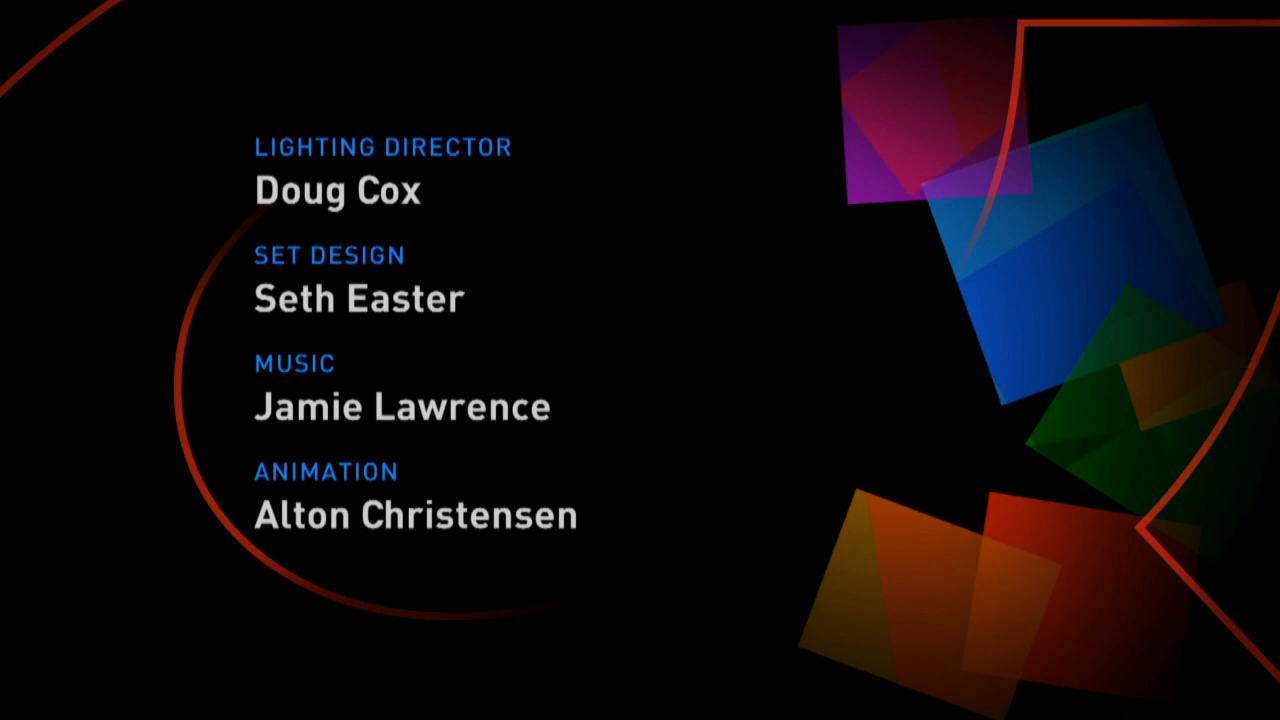 LIGHTING DIRECTOR
Doug Cox
SET DESIGN
Seth Easter
MUSIC
Jamie Lawrence
ANIMATION
Alton Christensen